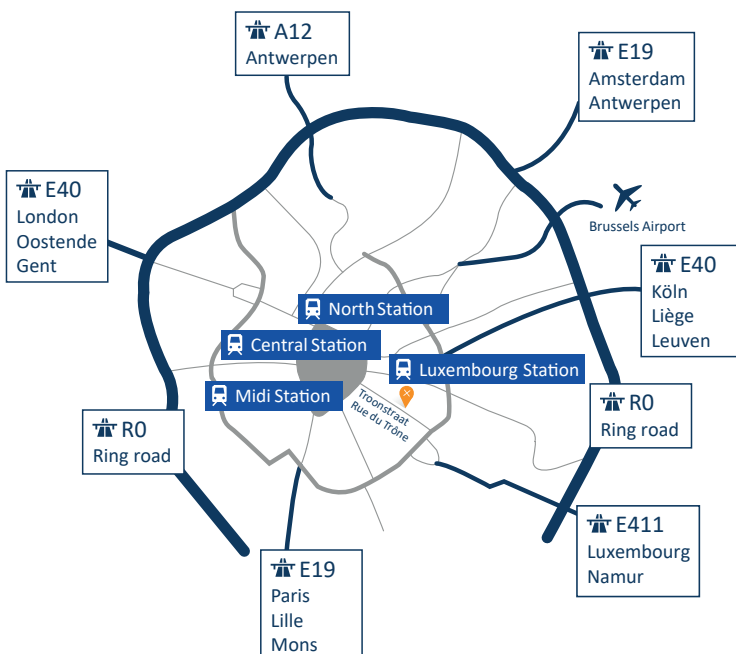 A12
Antwerpen
E19
Amsterdam
Antwerpen
E40
London
Oostende
Gent
Brussels Airport
E40
Köln
Liège
Leuven
North Station
Central Station
Luxembourg Station
Midi Station
Troonstraat
Rue du Trône
R0
Ring road
R0
Ring road
E411
Luxembourg
Namur
E19
Paris
Lille
Mons